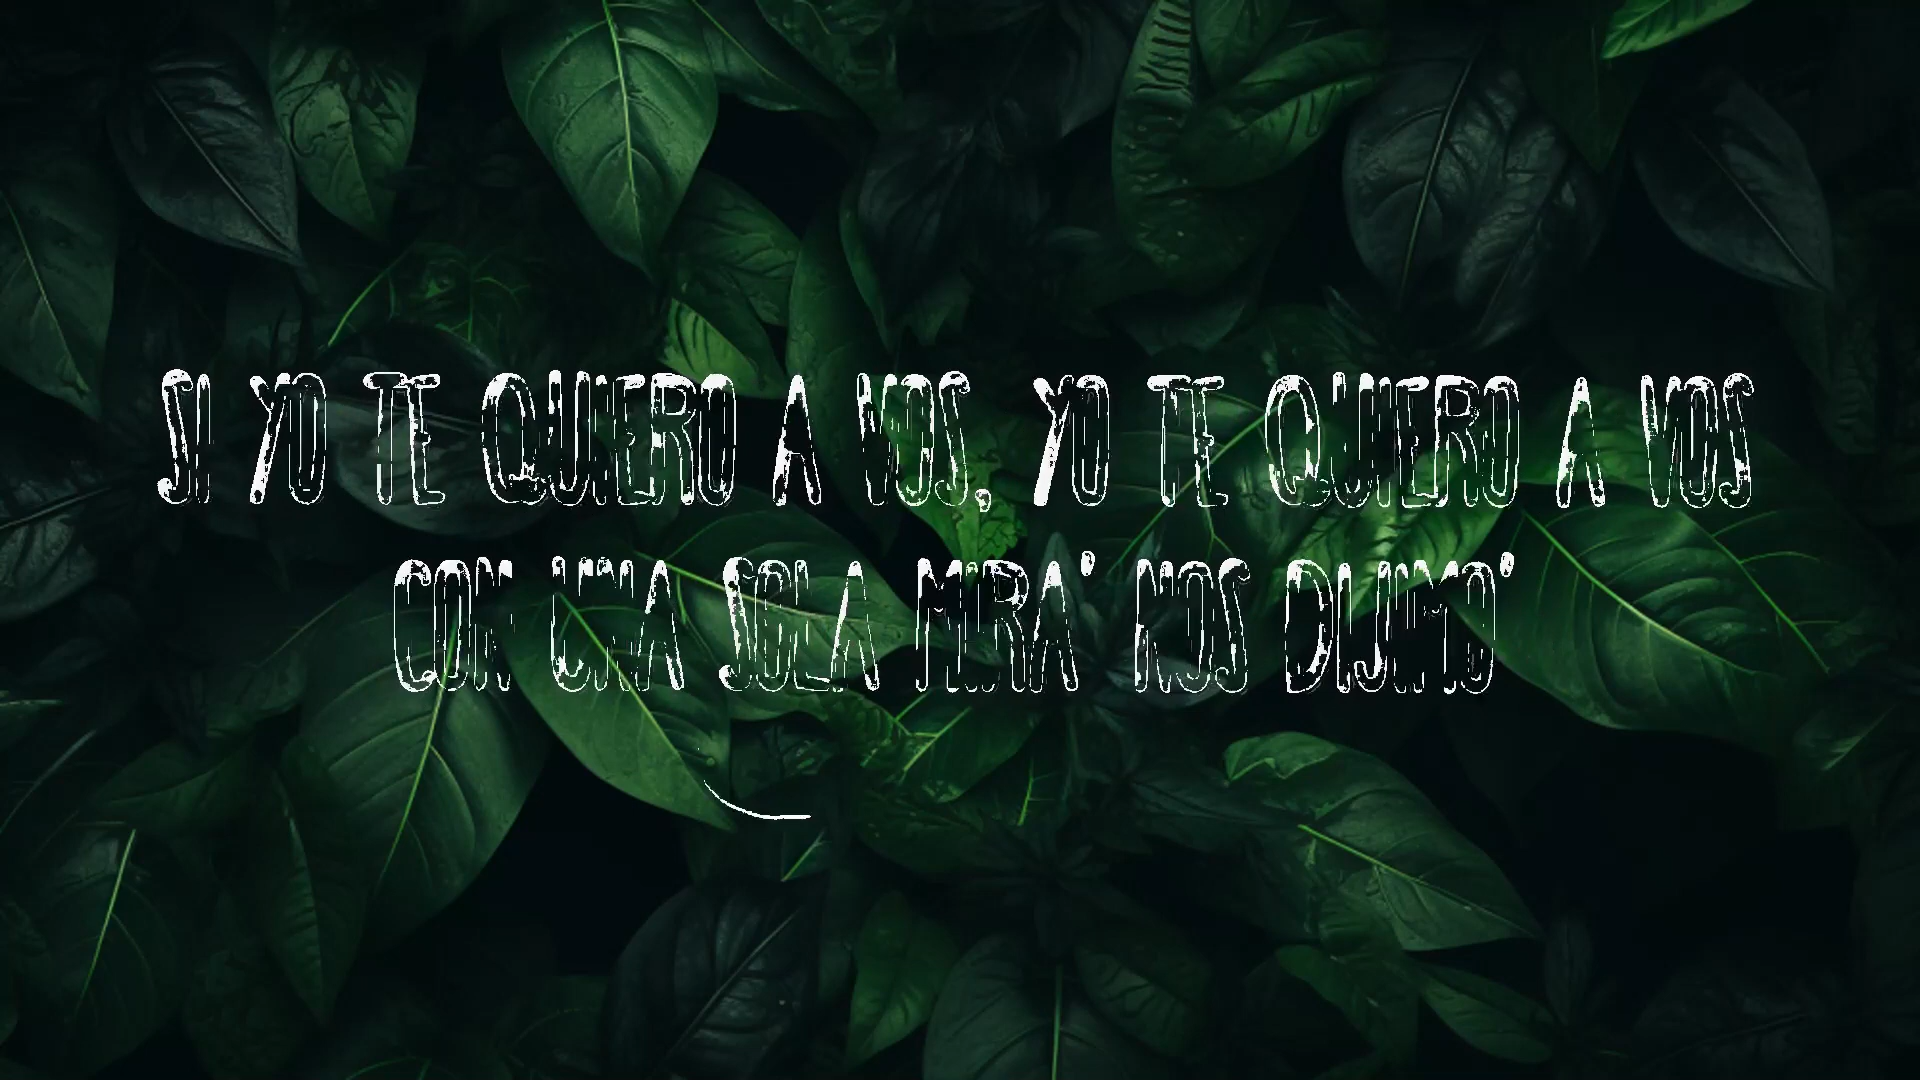 SI YO TE QUIERO A VOS, YO TE QUIERO A VOS
CON UNA SOLA MIRA' NOS DIJIMO'